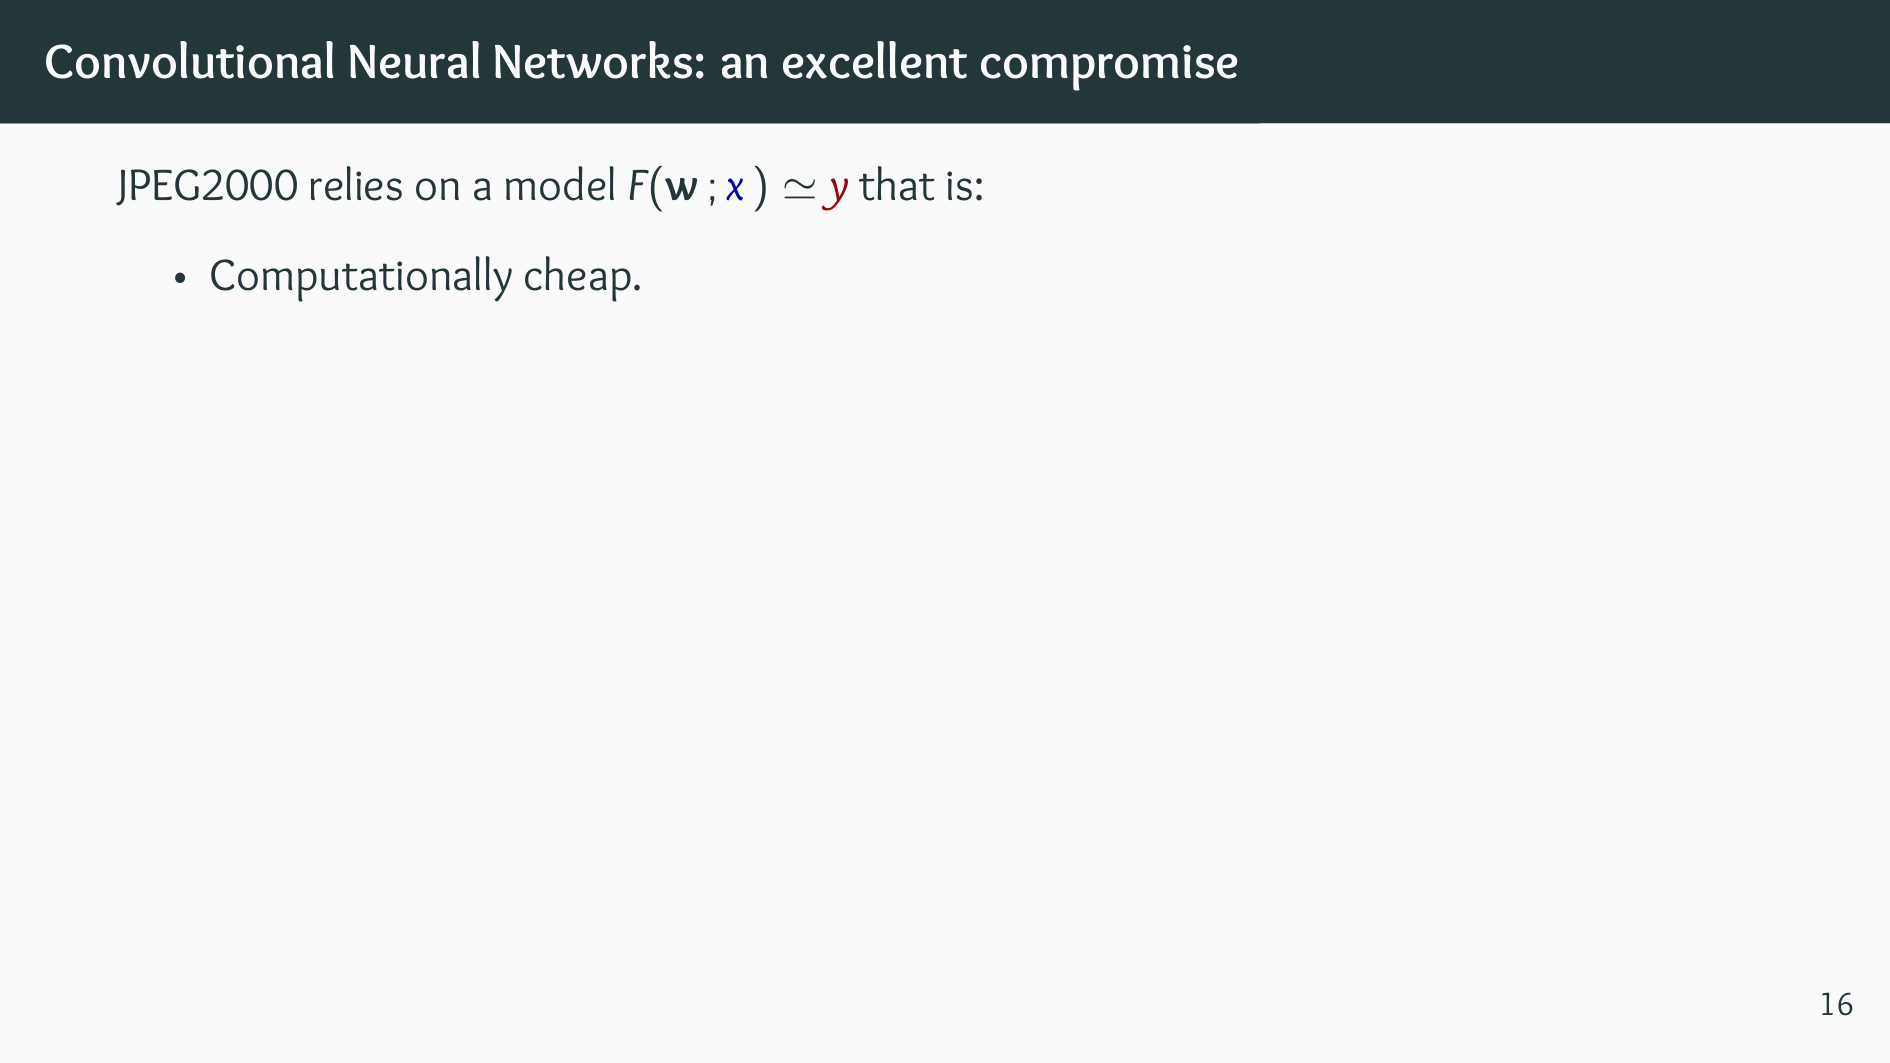 Convolutional Neural Networks: an excellent compromise
JPEG2000 relies on a model F(w ; x ) ≃ y that is:
• Computationally cheap.
16